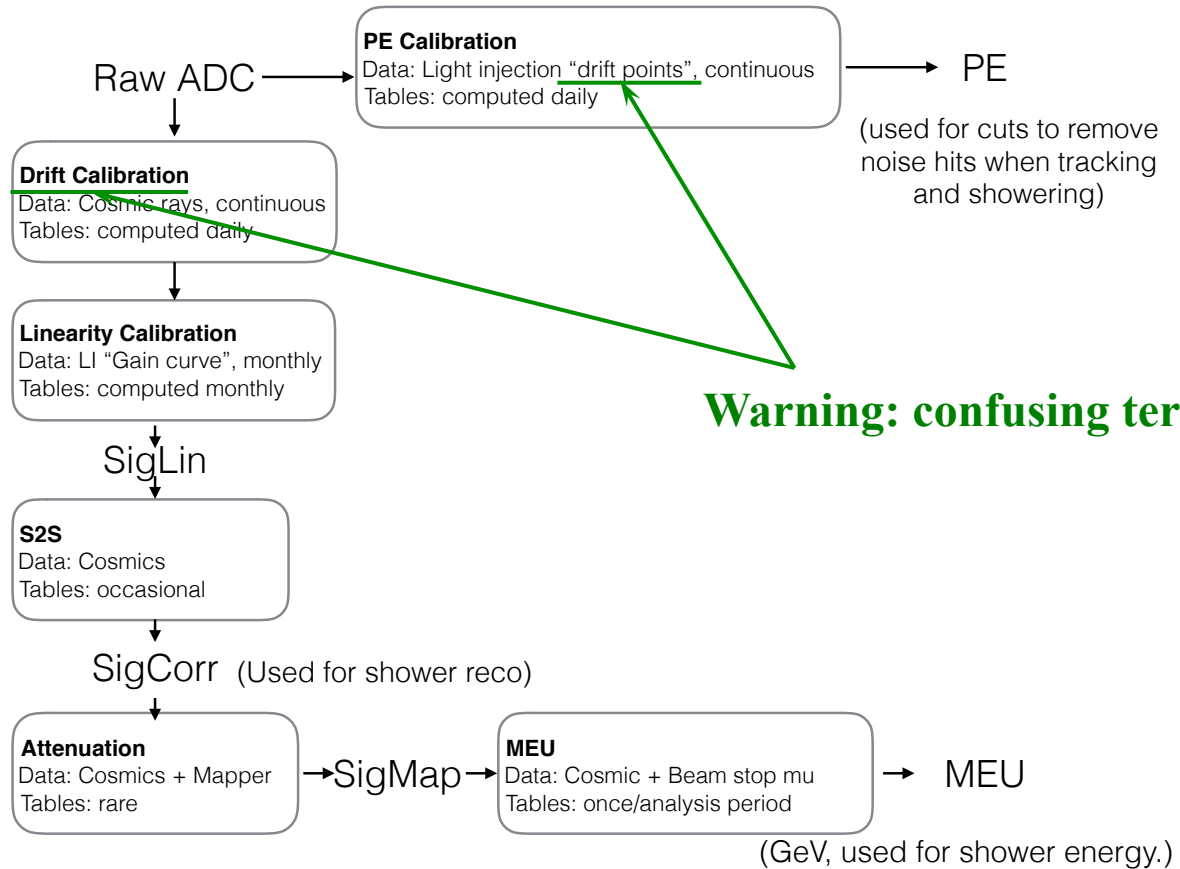 PE Calibration
Data: Light injection “drift points”, continuous
Tables: computed daily
Raw ADC
PE
(used for cuts to remove
noise hits when tracking
and showering)
Drift Calibration
Data: Cosmic rays, continuous
Tables: computed daily
Linearity Calibration
Data: LI “Gain curve”, monthly
Tables: computed monthly
Warning: confusing ter
SigLin
S2S
Data: Cosmics
Tables: occasional
SigCorr (Used for shower reco)
Attenuation
Data: Cosmics + Mapper
Tables: rare
SigMap
MEU
Data: Cosmic + Beam stop mu
Tables: once/analysis period
MEU
(GeV, used for shower energy.)